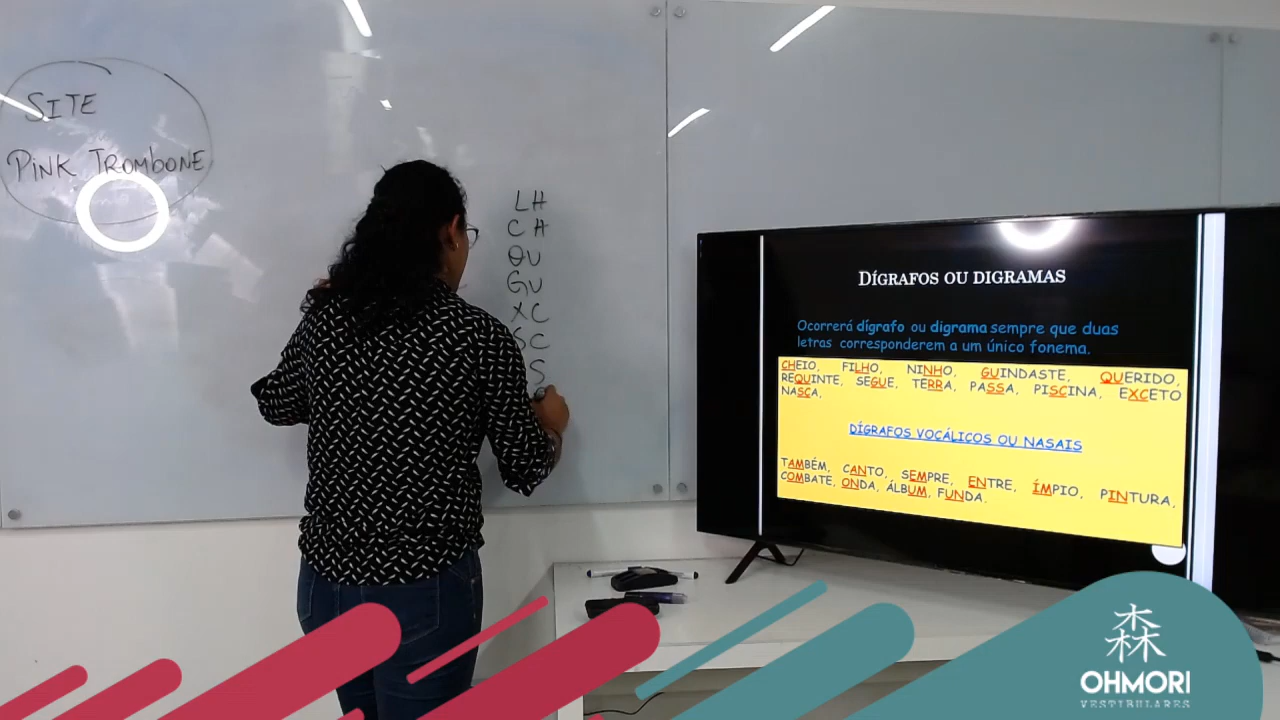 SITE
PINK TROMBONE
LH
CH
QU
GU
XC
SC
S
DÍGRAFOS OU DIGRAMAS
Ocorrerá dígrafo ou digrama sempre que duas
letras corresponderem a um único fonema.
CHEIO, FILHO, NINHO, GUINDASTE, QUERIDO,
REQUINTE, SEGUE, TERRA, PASSA, PISCINA, EXCETO
NASÇA,
DÍGRAFOS VOCÁLICOS OU NASAIS
TAMBÉM, CANTO, SEMPRE, ENTRE, ÍMPIO, PINTURA,
COMBATE, ONDA, ÁLBUM, FUNDA.
森
OHMORI
VESTIBULARES